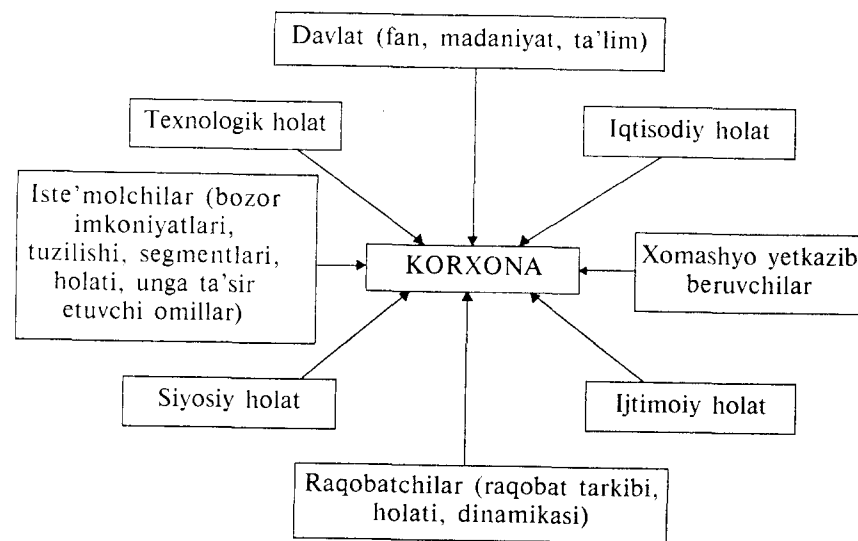 Davlat (fan, madaniyat, ta'lim)
Texnologik holat
Iqtisodiy holat
Iste'molchilar (bozor
imkoniyatlari,
tuzilishi, segmentlari,
holati, unga ta'sir
etuvchi omillar)
KORXONA
Xomashyo yetkazib
beruvchilar
Siyosiy holat
Ijtimoiy holat
Raqobatchilar (raqobat tarkibi,
holati, dinamikasi)